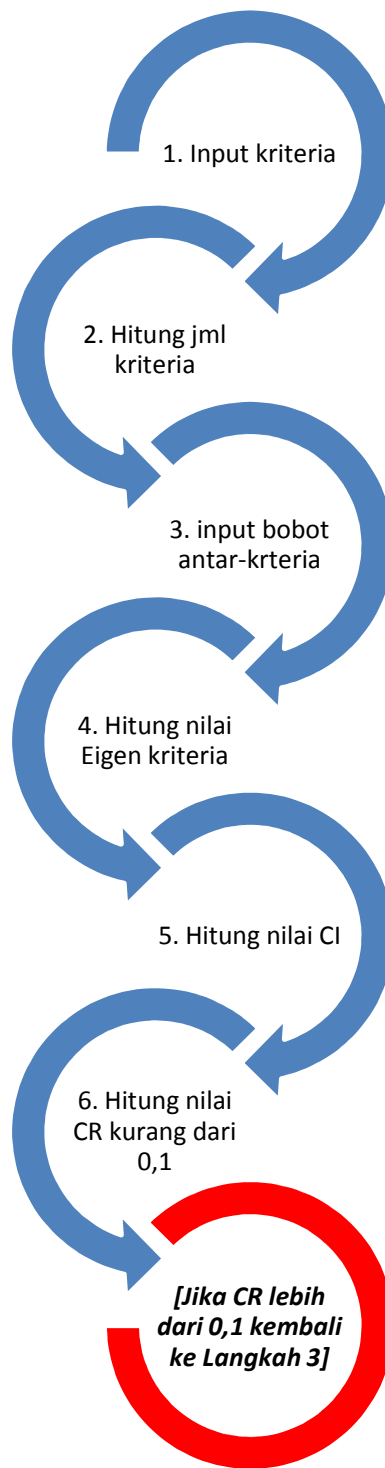 1. Input kriteria
2. Hitung jml
kriteria
3. input bobot
antar-krteria
4. Hitung nilai
Eigen kriteria
5. Hitung nilai CI
6. Hitung nilai
CR kurang dari
0,1
[Jika CR lebih
dari 0,1 kembali
ke Langkah 3]